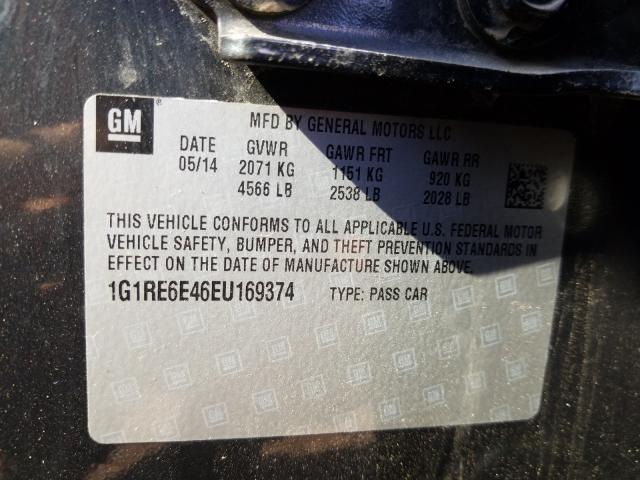 GM
®
MFD BY GENERAL MOTORS LLC
DATE GVWR GAWR FRT GAWR RR
05/14 2071 KG 1151 KG 920 KG
4566 LB 2538 LB 2028 LB
THIS VEHICLE CONFORMS TO ALL APPLICABLE U.S. FEDERAL MOTOR
VEHICLE SAFETY, BUMPER, AND THEFT PREVENTION STANDARDS IN
EFFECT ON THE DATE OF MANUFACTURE SHOWN ABOVE.
1G1RE6E46EU169374 TYPE: PASS CAR